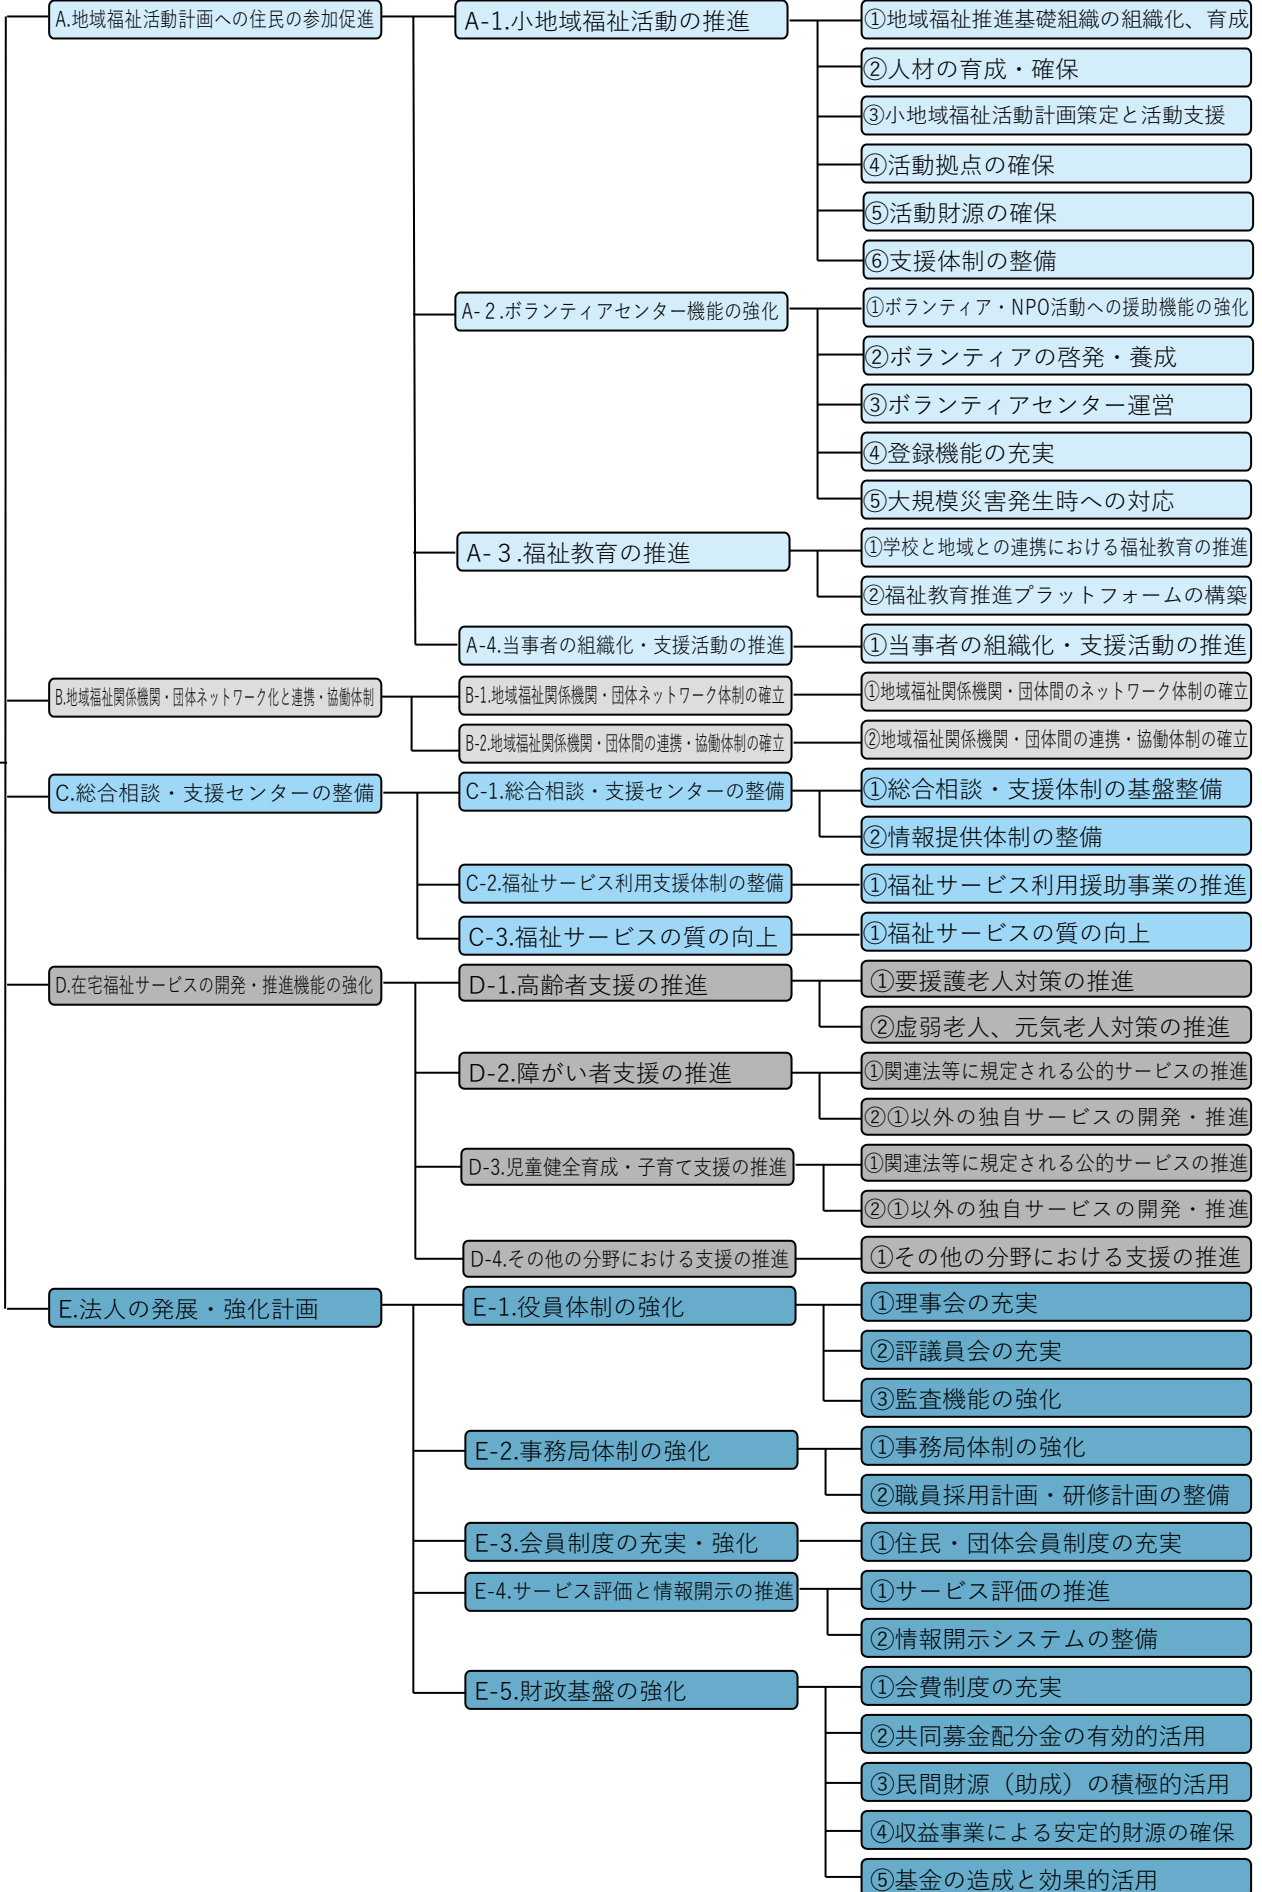 A.地域福祉活動計画への住民の参加促進
A-1.小地域福祉活動の推進
①地域福祉推進基礎組織の組織化、育成
②人材の育成・確保
③小地域福祉活動計画策定と活動支援
④活動拠点の確保
⑤活動財源の確保
⑥支援体制の整備
A-２.ボランティアセンター機能の強化
①ボランティア・NPO活動への援助機能の強化
②ボランティアの啓発・養成
③ボランティアセンター運営
④登録機能の充実
⑤大規模災害発生時への対応
A-３.福祉教育の推進
①学校と地域との連携における福祉教育の推進
②福祉教育推進プラットフォームの構築
A-4.当事者の組織化・支援活動の推進
①当事者の組織化・支援活動の推進
B.地域福祉関係機関・団体ネットワーク化と連携・協働体制
B-1.地域福祉関係機関・団体ネットワーク体制の確立
①地域福祉関係機関・団体間のネットワーク体制の確立
B-2.地域福祉関係機関・団体間の連携・協働体制の確立
②地域福祉関係機関・団体間の連携・協働体制の確立
C.総合相談・支援センターの整備
C-1.総合相談・支援センターの整備
①総合相談・支援体制の基盤整備
②情報提供体制の整備
C-2.福祉サービス利用支援体制の整備
①福祉サービス利用援助事業の推進
C-3.福祉サービスの質の向上
①福祉サービスの質の向上
D.在宅福祉サービスの開発・推進機能の強化
D-1.高齢者支援の推進
①要援護老人対策の推進
②虚弱老人、元気老人対策の推進
D-2.障がい者支援の推進
①関連法等に規定される公的サービスの推進
②①以外の独自サービスの開発・推進
D-3.児童健全育成・子育て支援の推進
①関連法等に規定される公的サービスの推進
②①以外の独自サービスの開発・推進
D-4.その他の分野における支援の推進
①その他の分野における支援の推進
E.法人の発展・強化計画
E-1.役員体制の強化
①理事会の充実
②評議員会の充実
③監査機能の強化
E-2.事務局体制の強化
①事務局体制の強化
②職員採用計画・研修計画の整備
E-3.会員制度の充実・強化
①住民・団体会員制度の充実
E-4.サービス評価と情報開示の推進
①サービス評価の推進
②情報開示システムの整備
E-5.財政基盤の強化
①会費制度の充実
②共同募金配分金の有効的活用
③民間財源（助成）の積極的活用
④収益事業による安定的財源の確保
⑤基金の造成と効果的活用